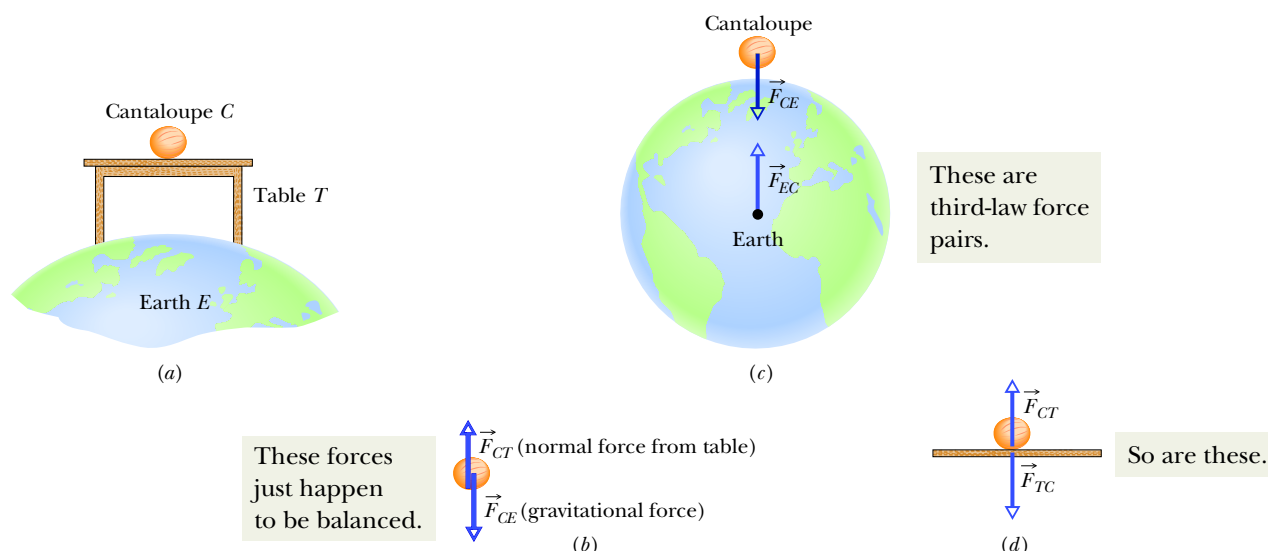 Cantaloupe C
Table T
Earth E
(a)
Cantaloupe
F⃗CE
F⃗EC
Earth
(c)
These are
third-law force
pairs.
These forces
just happen
to be balanced.
F⃗CT (normal force from table)
F⃗CE (gravitational force)
(b)
F⃗CT
F⃗TC
(d)
So are these.